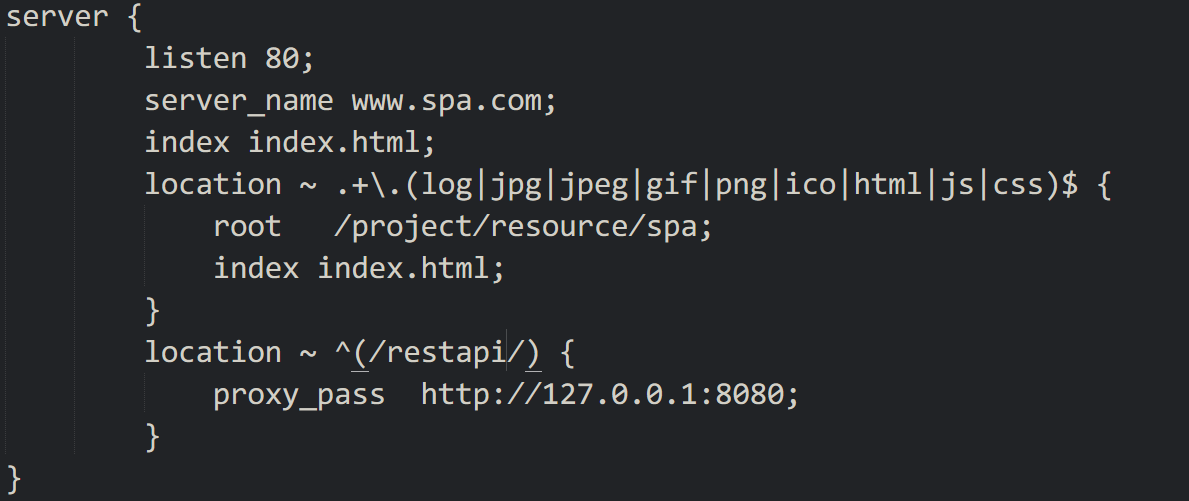 server {
listen 80;
server_name www.spa.com;
index index.html;
location ~ .+\.(log|jpg|jpeg|gif|png|ico|html|js|css)$ {
root /project/resource/spa;
index index.html;
}
location ~ ^(/restapi/) {
proxy_pass http://127.0.0.1:8080;
}
}